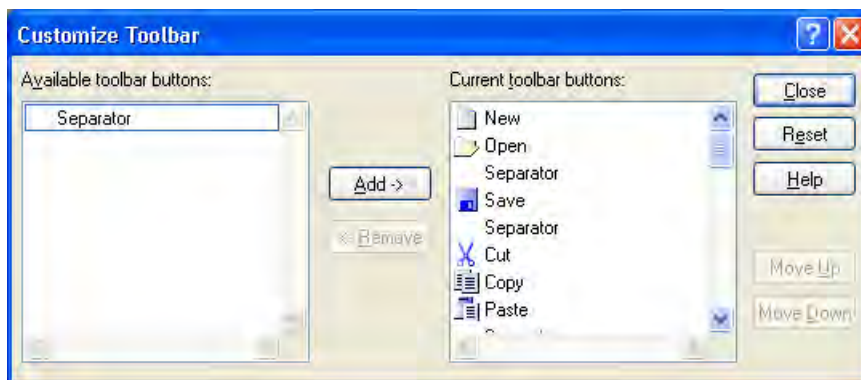 Customize Toolbar
Available toolbar buttons:
Separator
Add ->
<- Remove
Current toolbar buttons:
New
Open
Separator
Save
Separator
Cut
Copy
Paste
Close
Reset
Help
Move Up
Move Down